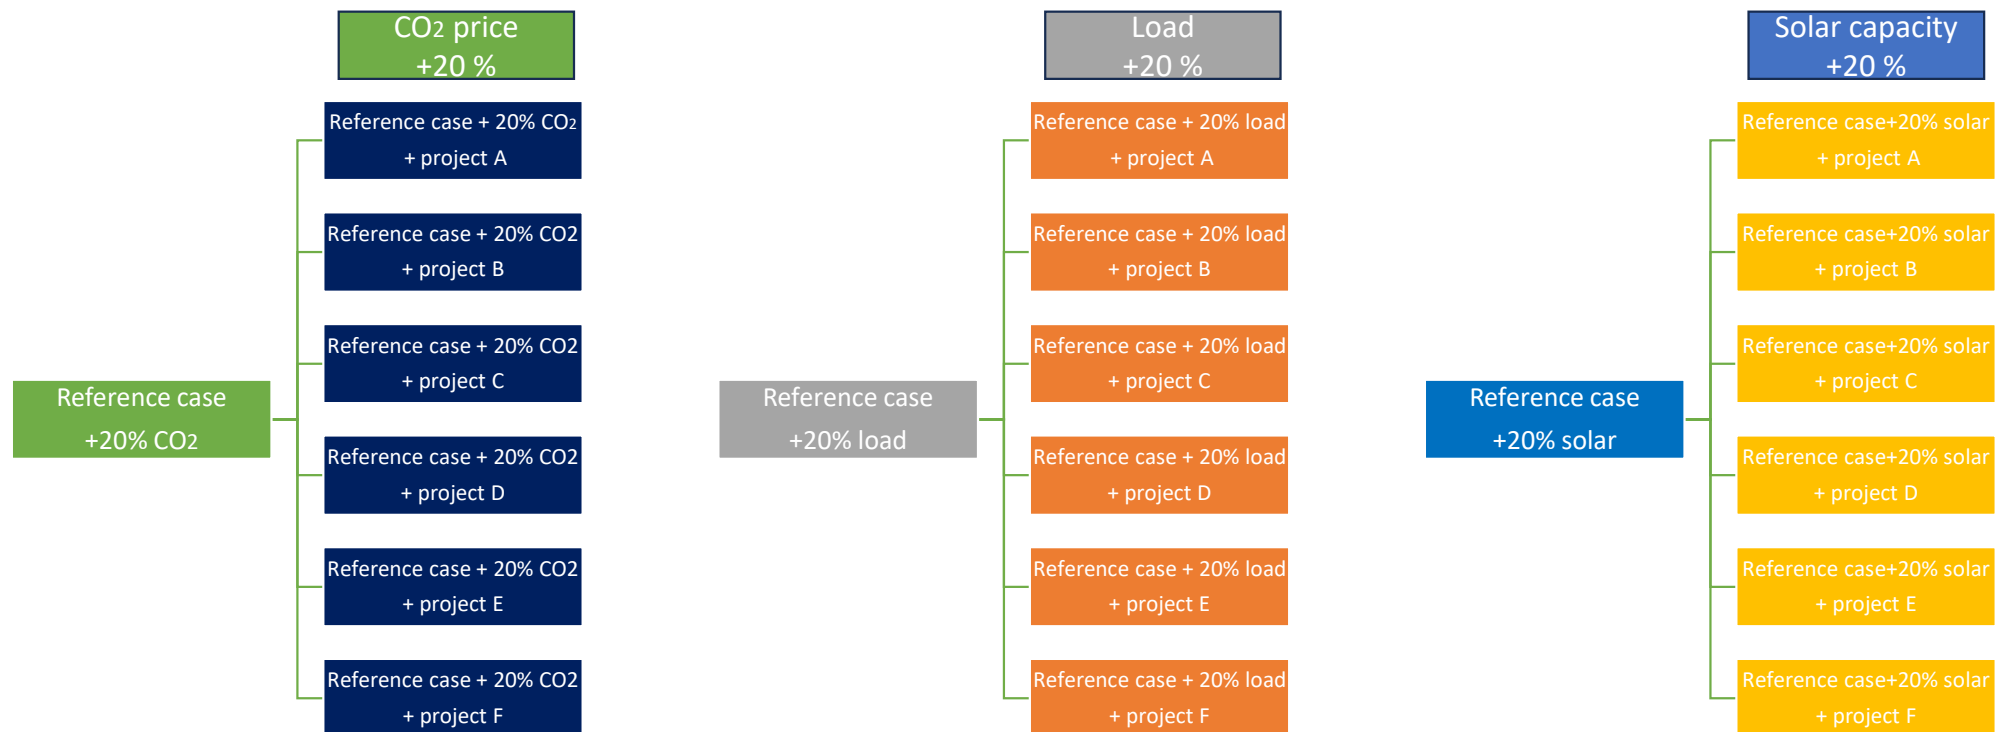 CO2 price
+20 %
Reference case + 20% CO2
+ project A
Reference case + 20% CO2
+ project B
Reference case + 20% CO2
+ project C
Reference case
+20% CO2
Reference case + 20% CO2
+ project D
Reference case + 20% CO2
+ project E
Reference case + 20% CO2
+ project F
Load
+20 %
Reference case + 20% load
+ project A
Reference case + 20% load
+ project B
Reference case + 20% load
+ project C
Reference case
+20% load
Reference case + 20% load
+ project D
Reference case + 20% load
+ project E
Reference case + 20% load
+ project F
Solar capacity
+20 %
Reference case+20% solar
+ project A
Reference case+20% solar
+ project B
Reference case+20% solar
+ project C
Reference case
+20% solar
Reference case+20% solar
+ project D
Reference case+20% solar
+ project E
Reference case+20% solar
+ project F